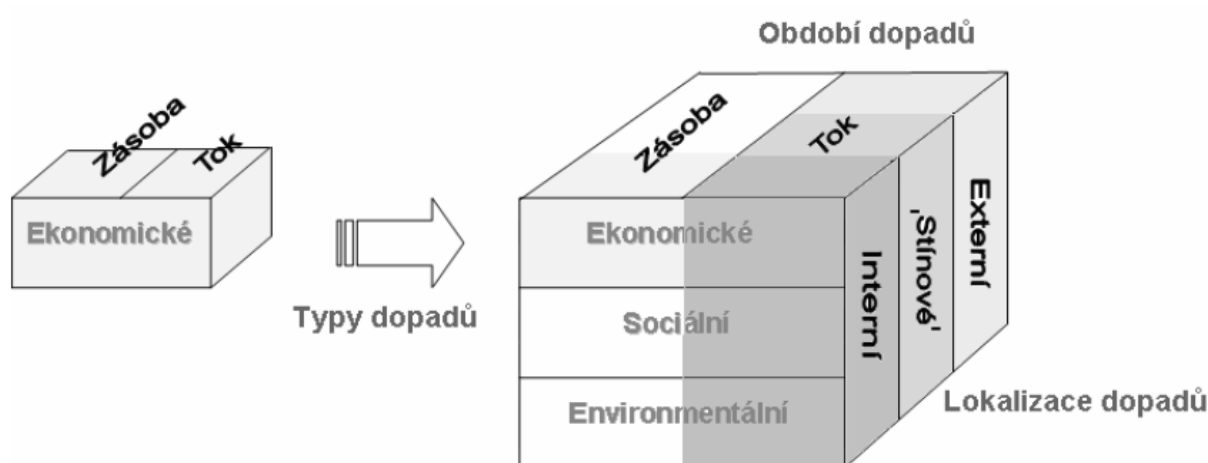 Období dopadů
Zásoba
Tok
Ekonomické
Typy dopadů
Zásoba
Tok
Ekonomické
Sociální
Environmentální
Interní
‚Stínové‘
Externí
Lokalizace dopadů